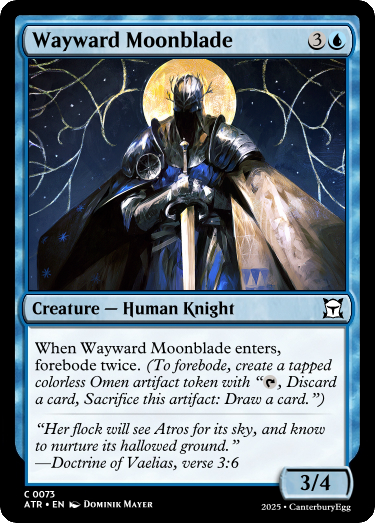 Wayward Moonblade 3
Creature — Human Knight
When Wayward Moonblade enters,
forebode twice. (To forebode, create a tapped
colorless Omen artifact token with “, Discard
a card, Sacrifice this artifact: Draw a card.”)
“Her flock will see Atros for its sky, and know
to nurture its hallowed ground.”
—Doctrine of Vaelias, verse 3:6
3/4
C 0073
ATR • EN Dominik Mayer
2025 • CanterburyEgg